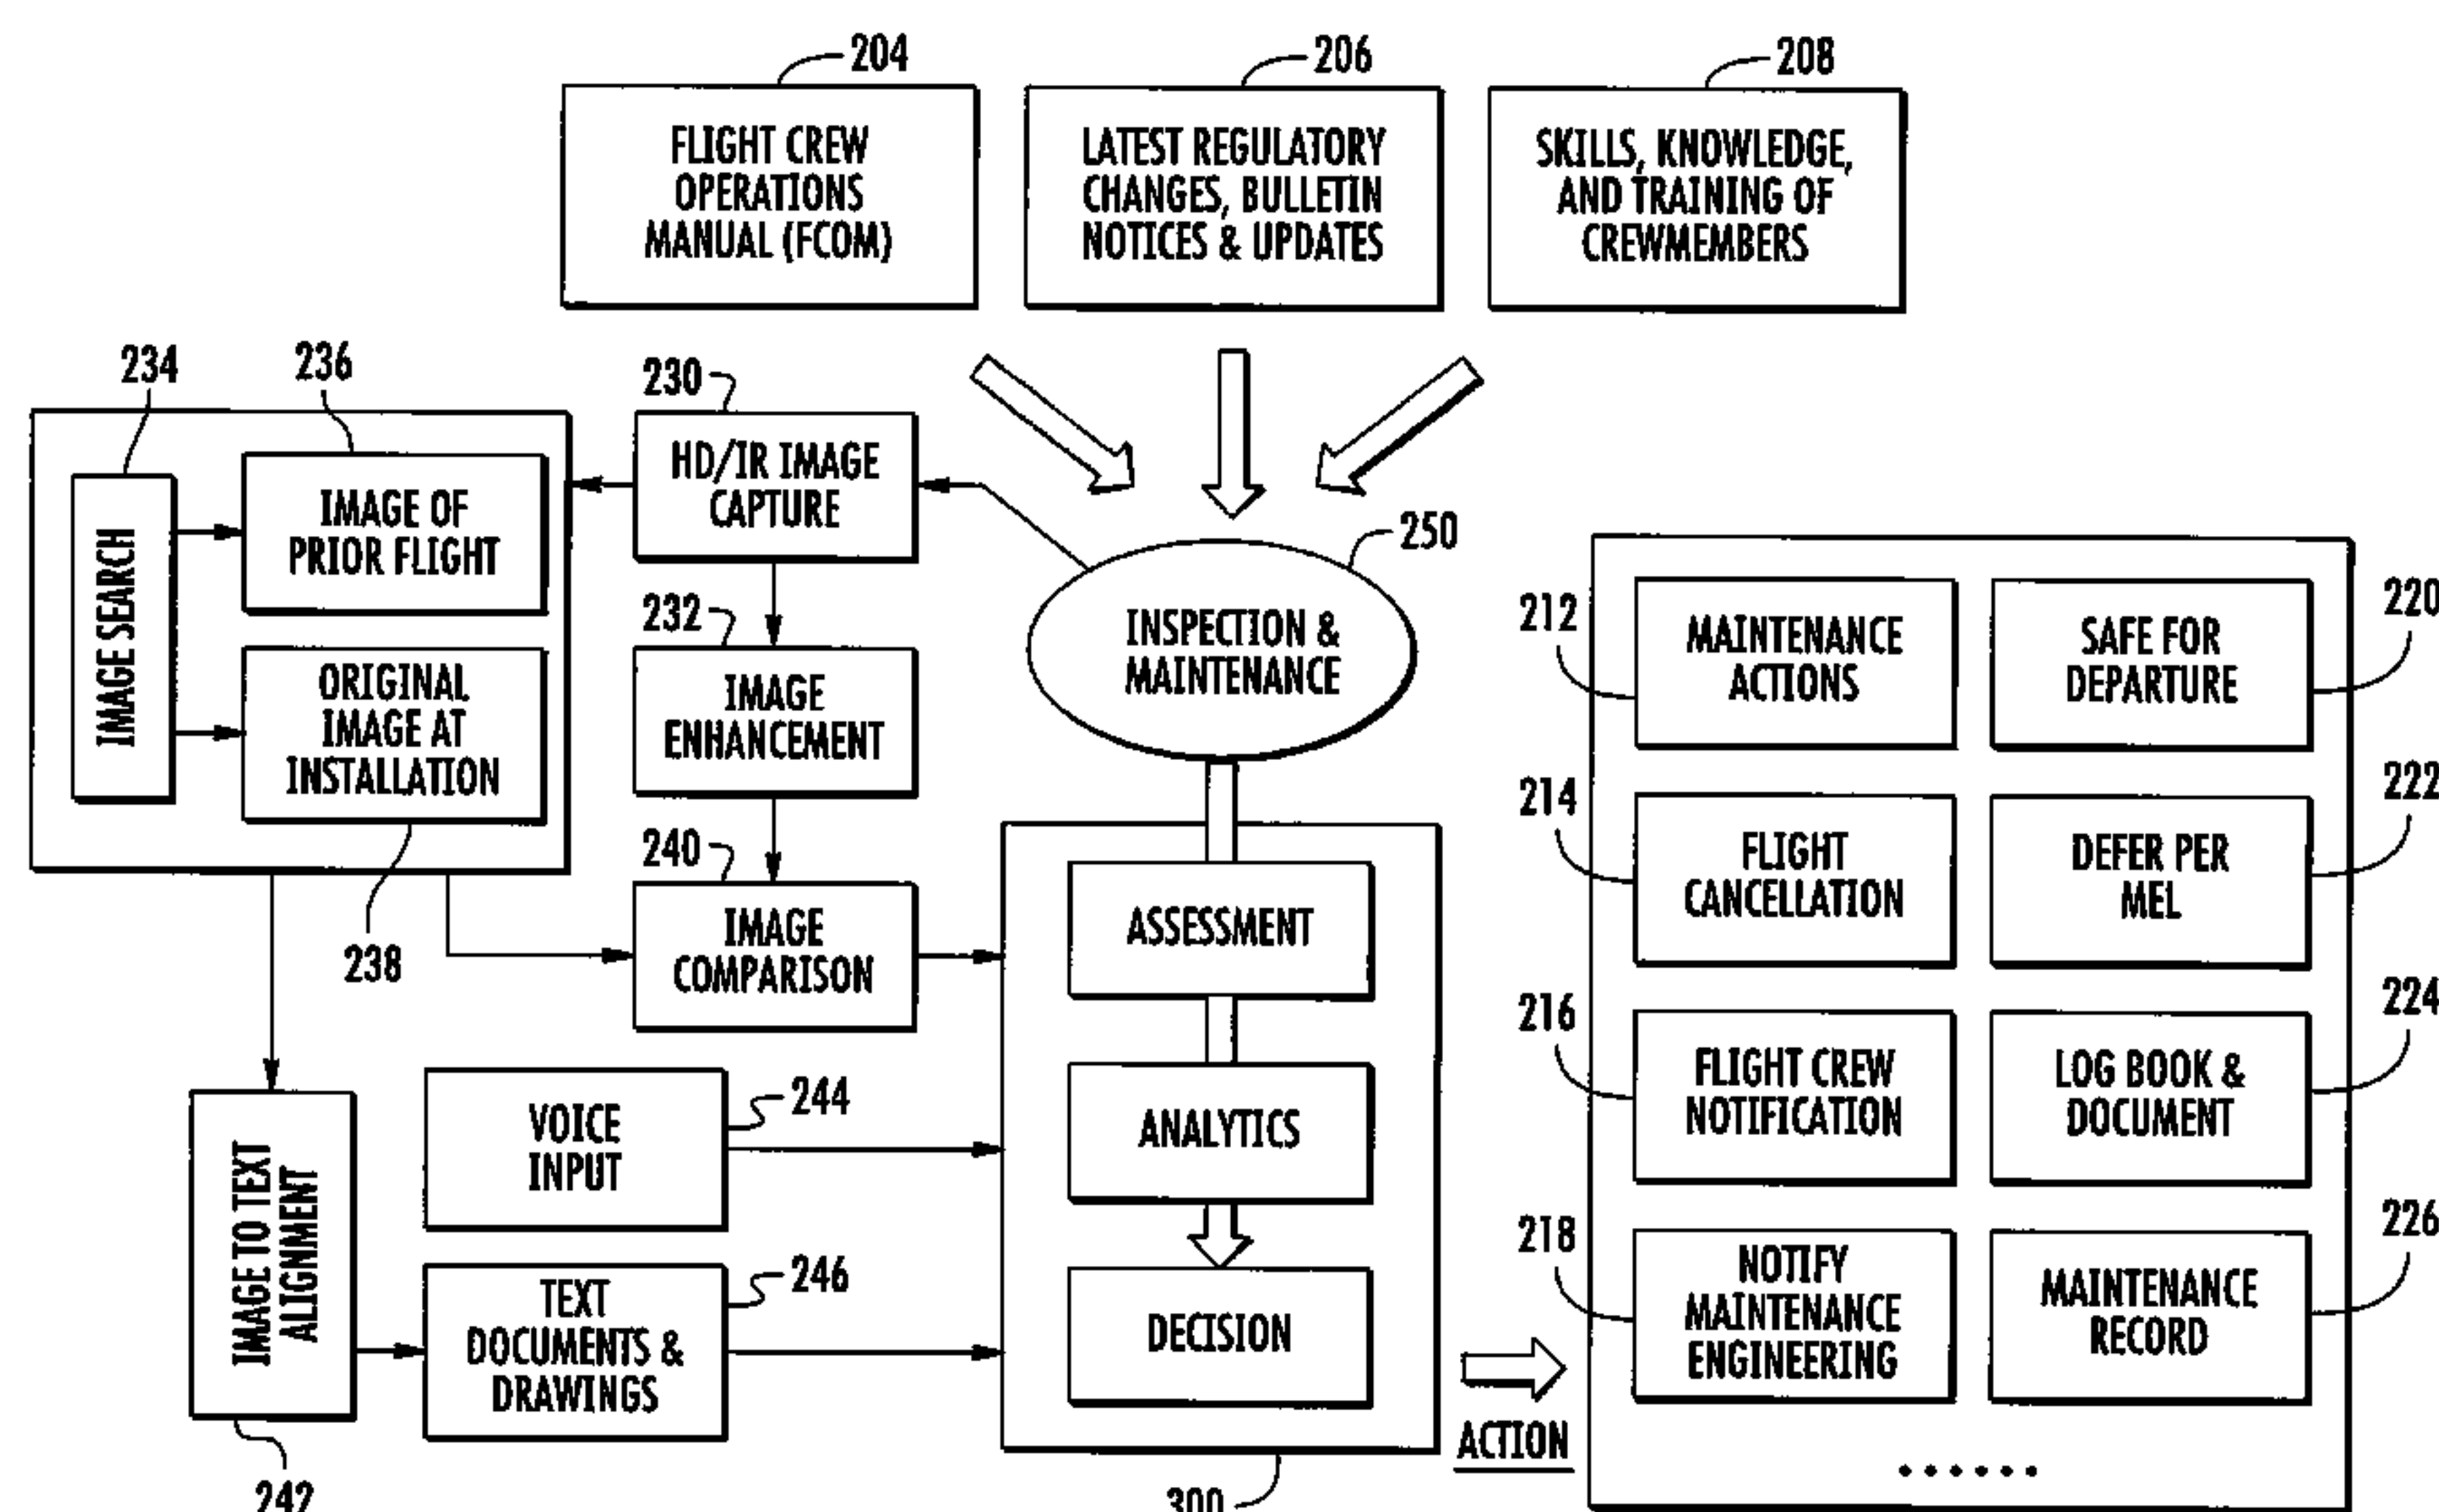 204
206
208
FLIGHT CREW
OPERATIONS
MANUAL (FCOM)
LATEST REGULATORY
CHANGES, BULLETIN
NOTICES & UPDATES
SKILLS, KNOWLEDGE,
AND TRAINING OF
CREWMEMBERS
234
236
230
IMAGE SEARCH
IMAGE OF
PRIOR FLIGHT
ORIGINAL
IMAGE AT
INSTALLATION
238
HD/IR IMAGE
CAPTURE
232
IMAGE
ENHANCEMENT
240
IMAGE
COMPARISON
250
INSPECTION &
MAINTENANCE
ASSESSMENT
ANALYTICS
DECISION
300
IMAGE TO TEXT
ALIGNMENT
242
VOICE
INPUT
244
TEXT
DOCUMENTS &
DRAWINGS
246
ACTION
212
MAINTENANCE
ACTIONS
SAFE FOR
DEPARTURE
220
214
FLIGHT
CANCELLATION
DEFER PER
MEL
222
216
FLIGHT CREW
NOTIFICATION
LOG BOOK &
DOCUMENT
224
218
NOTIFY
MAINTENANCE
ENGINEERING
MAINTENANCE
RECORD
226
......